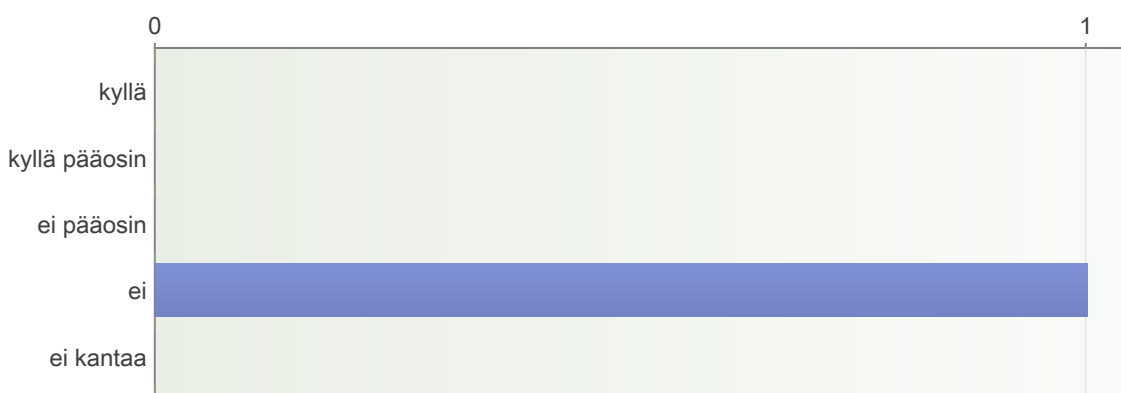 0 1
kyllä
kyllä pääosin
ei pääosin
ei
ei kantaa